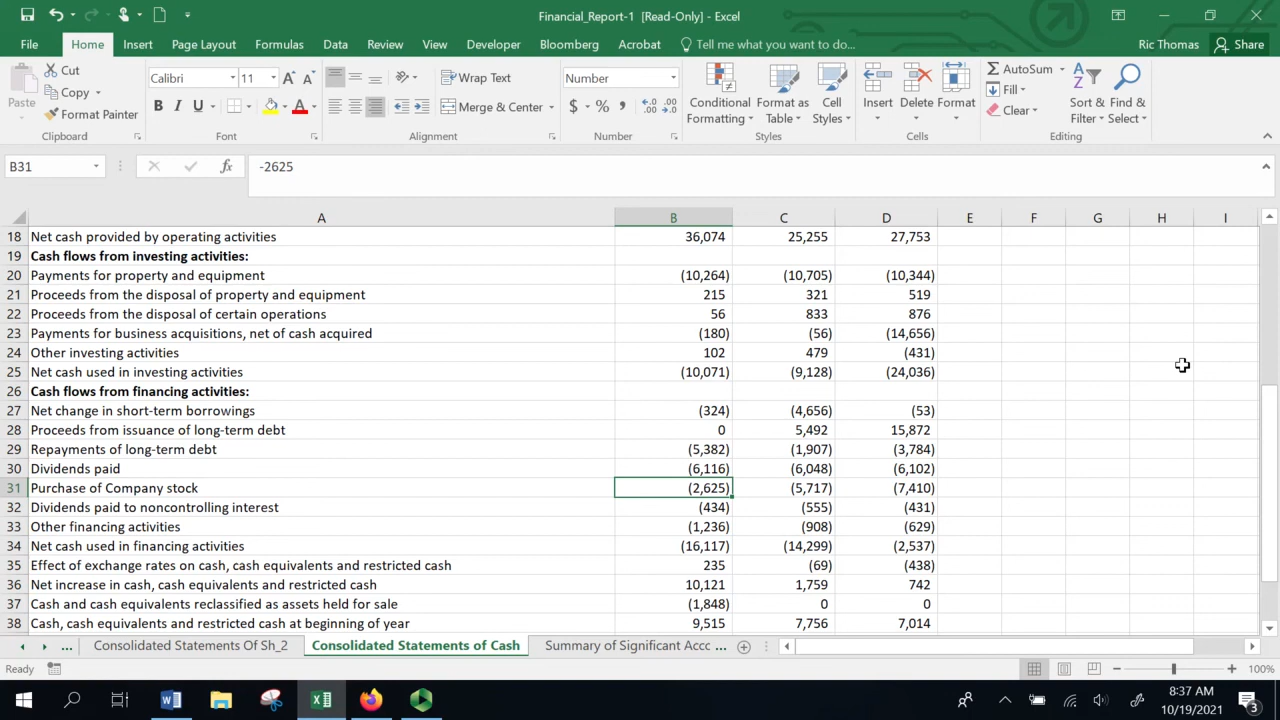 Financial_Report-1 [Read-Only] - Excel
File Home Insert Page Layout Formulas Data Review View Developer Bloomberg Acrobat Tell me what you want to do... Ric Thomas Share
Paste Cut Copy Format Painter Clipboard
Calibri 11 B I U A Font
Wrap Text Merge & Center Alignment
Number $ % , Number
Conditional Formatting Format as Table Cell Styles Styles
Insert Delete Format Cells
AutoSum Fill Clear Sort & Filter Find & Select Editing
B31 fx -2625
A B C D E F G H I
18 Net cash provided by operating activities 36,074 25,255 27,753
19 Cash flows from investing activities:
20 Payments for property and equipment (10,264) (10,705) (10,344)
21 Proceeds from the disposal of property and equipment 215 321 519
22 Proceeds from the disposal of certain operations 56 833 876
23 Payments for business acquisitions, net of cash acquired (180) (56) (14,656)
24 Other investing activities 102 479 (431)
25 Net cash used in investing activities (10,071) (9,128) (24,036)
26 Cash flows from financing activities:
27 Net change in short-term borrowings (324) (4,656) (53)
28 Proceeds from issuance of long-term debt 0 5,492 15,872
29 Repayments of long-term debt (5,382) (1,907) (3,784)
30 Dividends paid (6,116) (6,048) (6,102)
31 Purchase of Company stock (2,625) (5,717) (7,410)
32 Dividends paid to noncontrolling interest (434) (555) (431)
33 Other financing activities (1,236) (908) (629)
34 Net cash used in financing activities (16,117) (14,299) (2,537)
35 Effect of exchange rates on cash, cash equivalents and restricted cash 235 (69) (438)
36 Net increase in cash, cash equivalents and restricted cash 10,121 1,759 742
37 Cash and cash equivalents reclassified as assets held for sale (1,848) 0 0
38 Cash, cash equivalents and restricted cash at beginning of year 9,515 7,756 7,014
... Consolidated Statements Of Sh_2 Consolidated Statements of Cash Summary of Significant Accc ...
Ready 100%
8:37 AM
10/19/2021 3